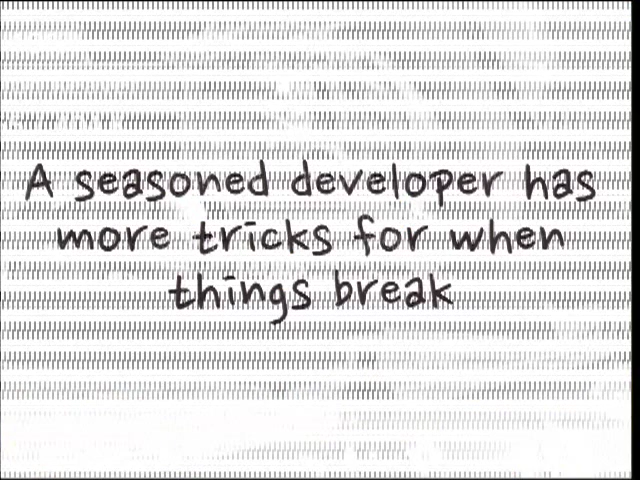 A seasoned developer has
more tricks for when
things break